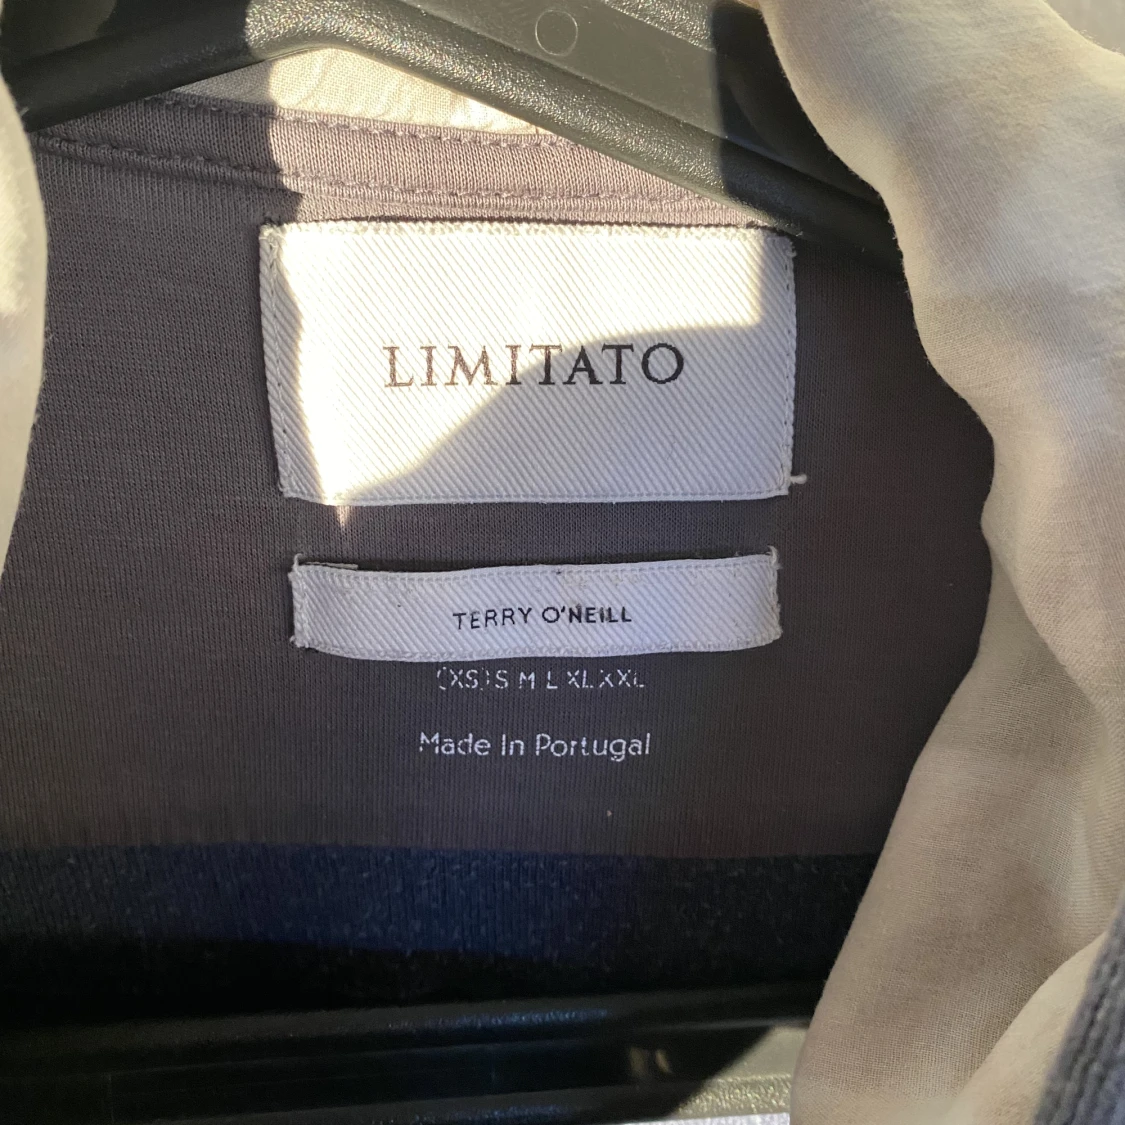 LIMITATO
TERRY O'NEILL
(XS) S M L XL XXL
Made In Portugal